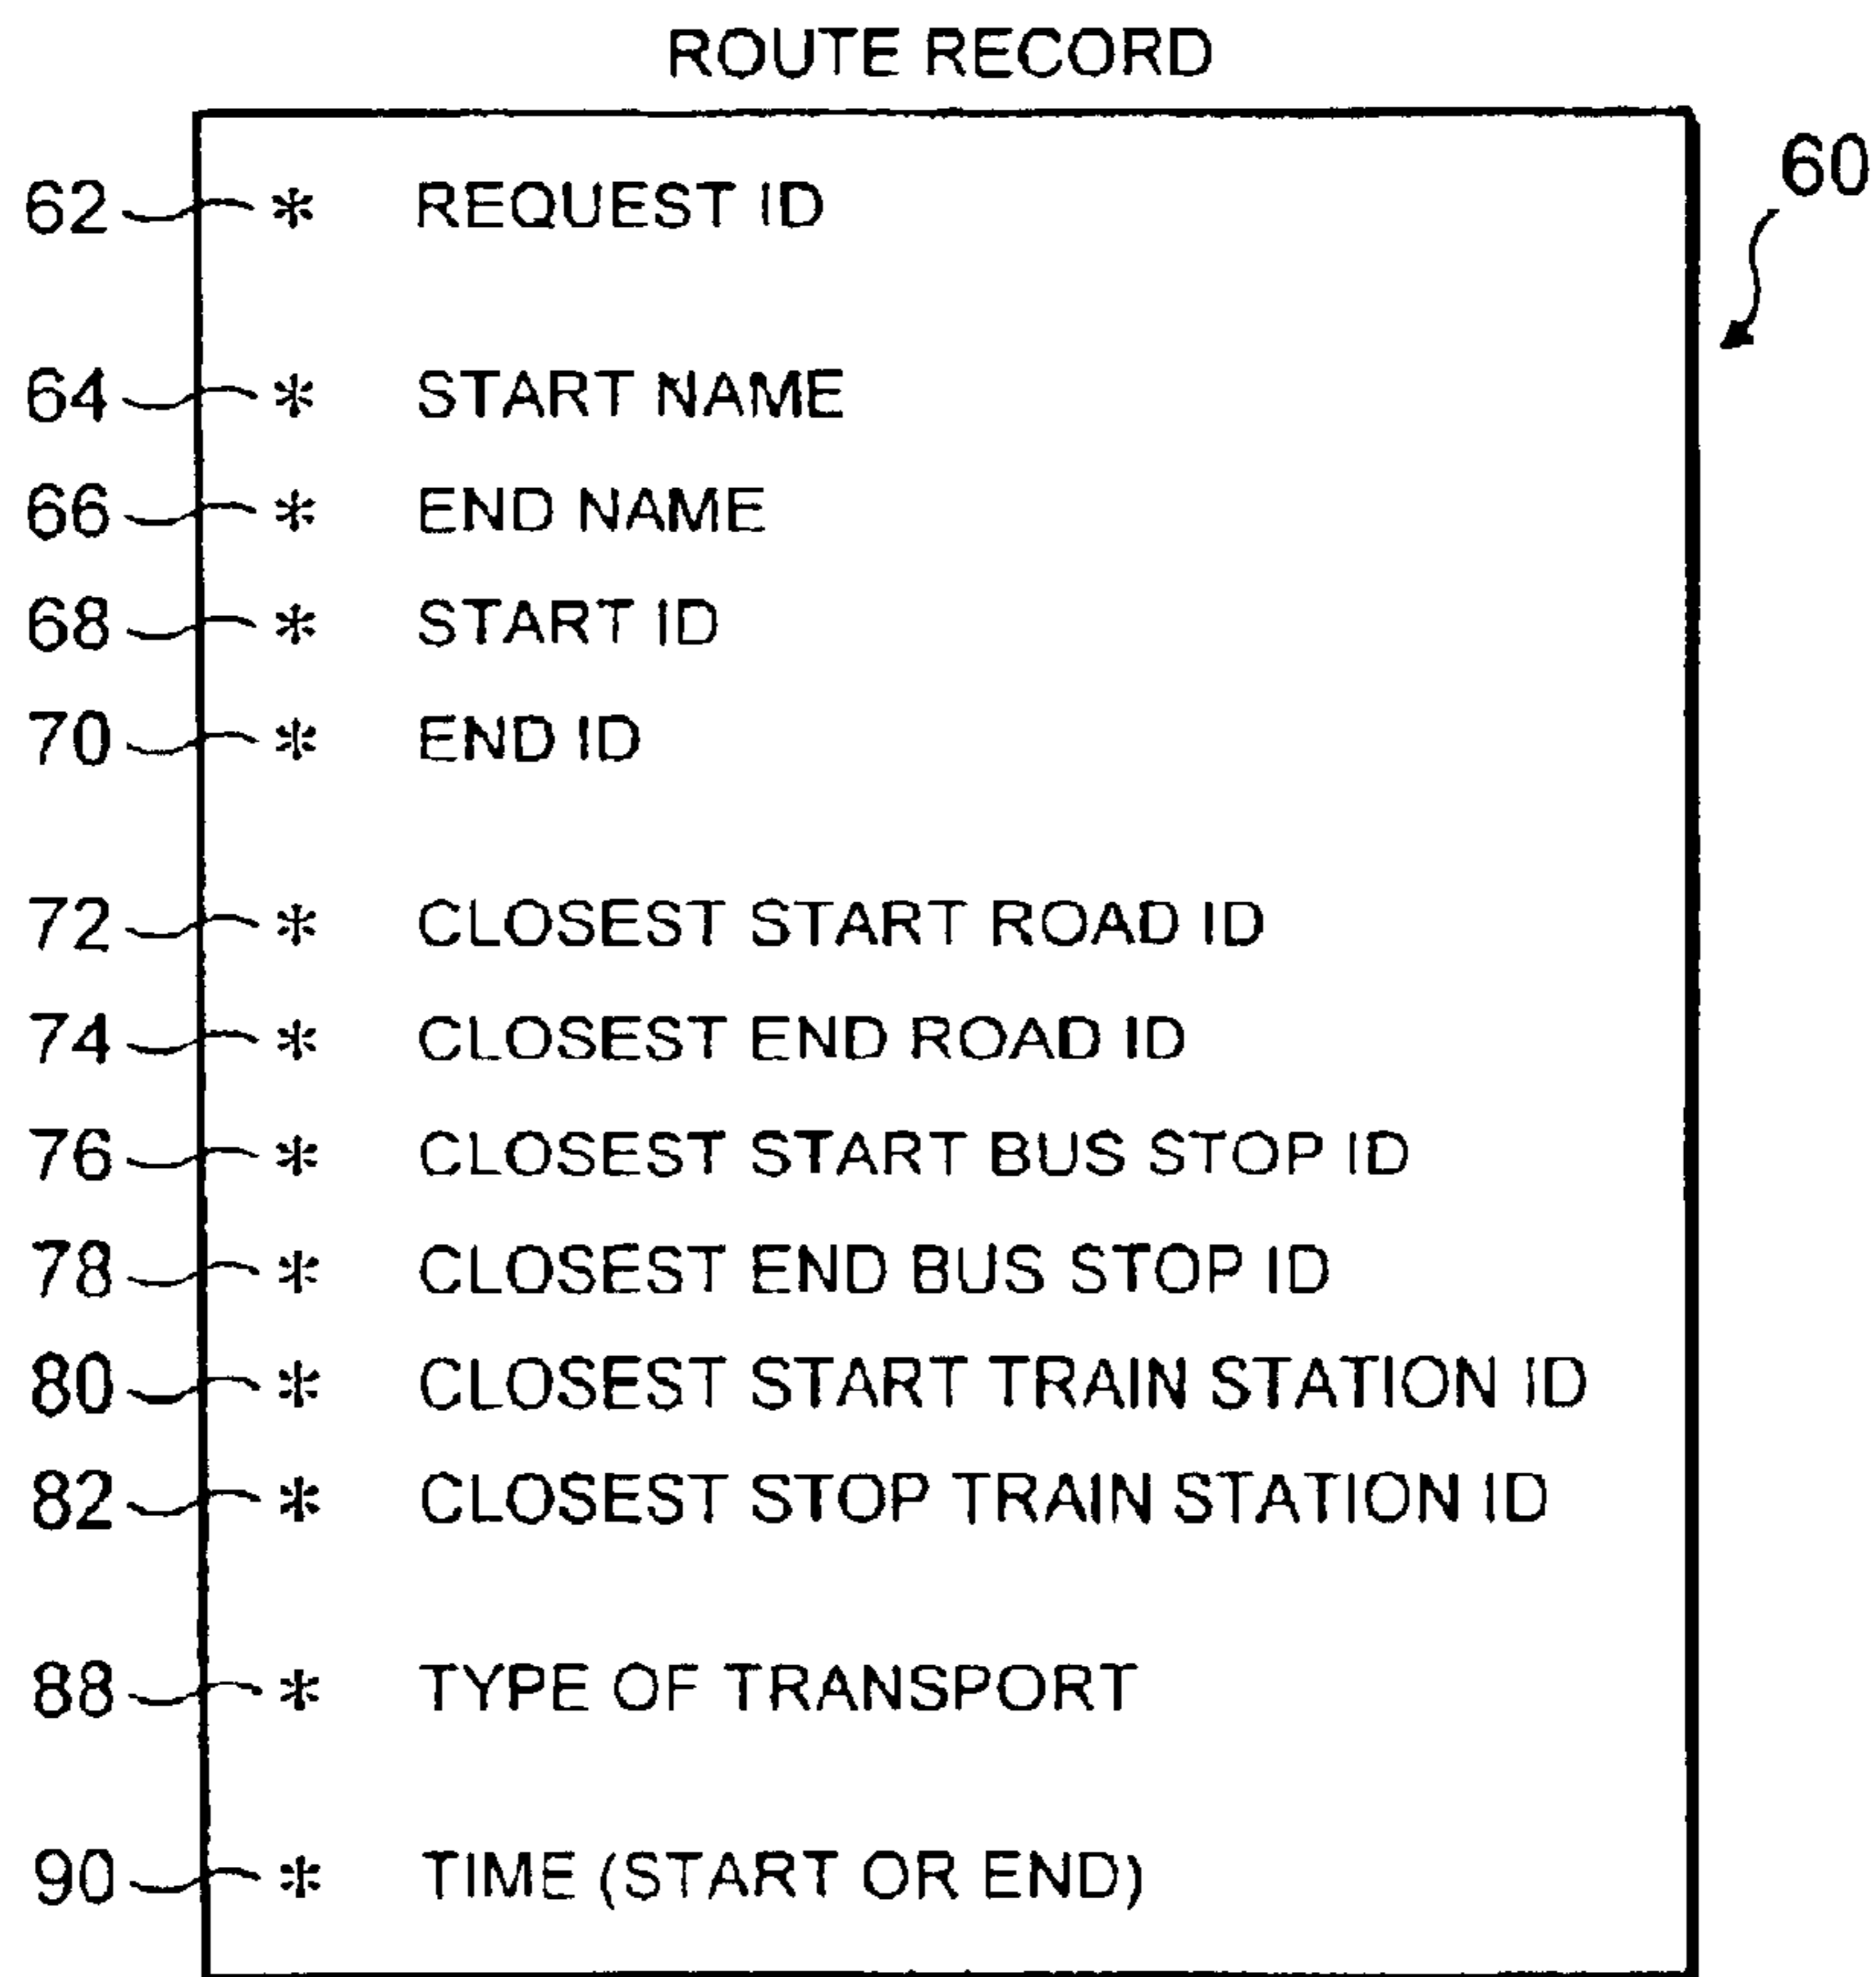 ROUTE RECORD
60
62 * REQUEST ID
64 * START NAME
66 * END NAME
68 * START ID
70 * END ID
72 * CLOSEST START ROAD ID
74 * CLOSEST END ROAD ID
76 * CLOSEST START BUS STOP ID
78 * CLOSEST END BUS STOP ID
80 * CLOSEST START TRAIN STATION ID
82 * CLOSEST STOP TRAIN STATION ID
88 * TYPE OF TRANSPORT
90 * TIME (START OR END)